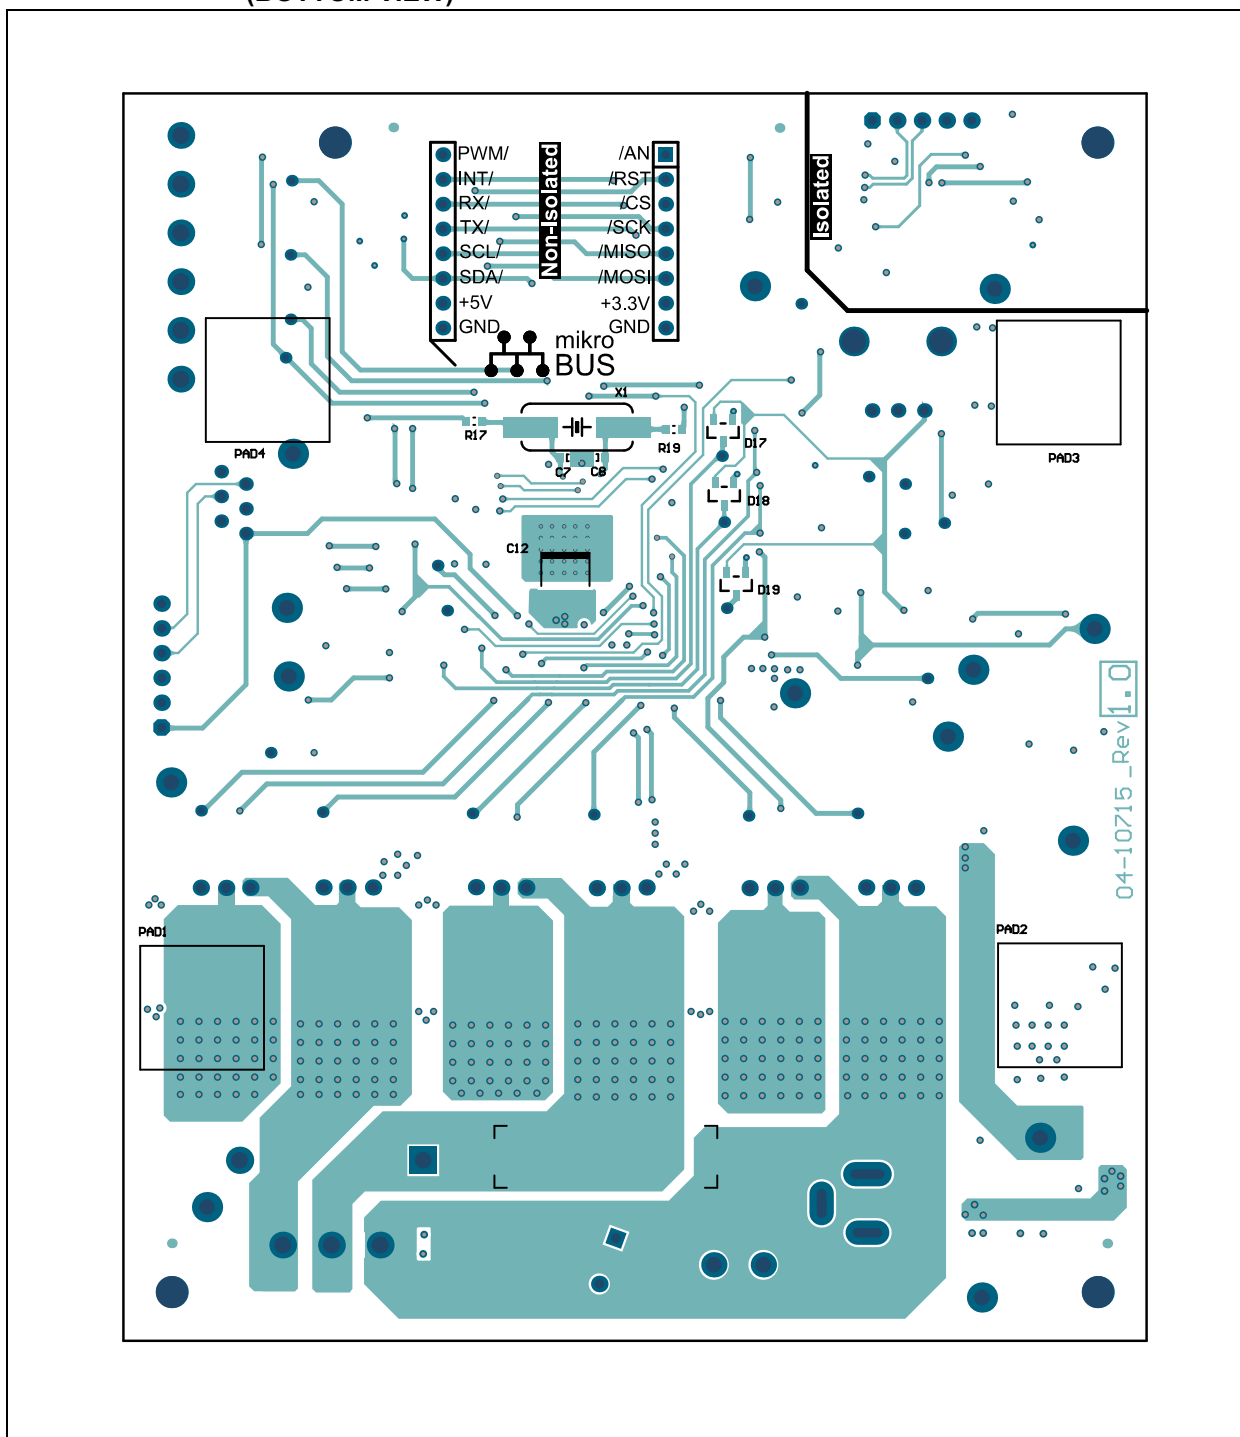 (BOTTOM VIEW)
PWM/
/AN
INT/
/RST
RX/
/CS
TX/
/SCK
SCL/
/MISO
SDA/
/MOSI
+5V
+3.3V
GND
GND
Non-Isolated
Isolated
mikro
BUS
X1
R17
R19
D17
PAD4
PAD3
C7
C8
D18
C12
D19
04-10715_Rev 1.0
PAD1
PAD2